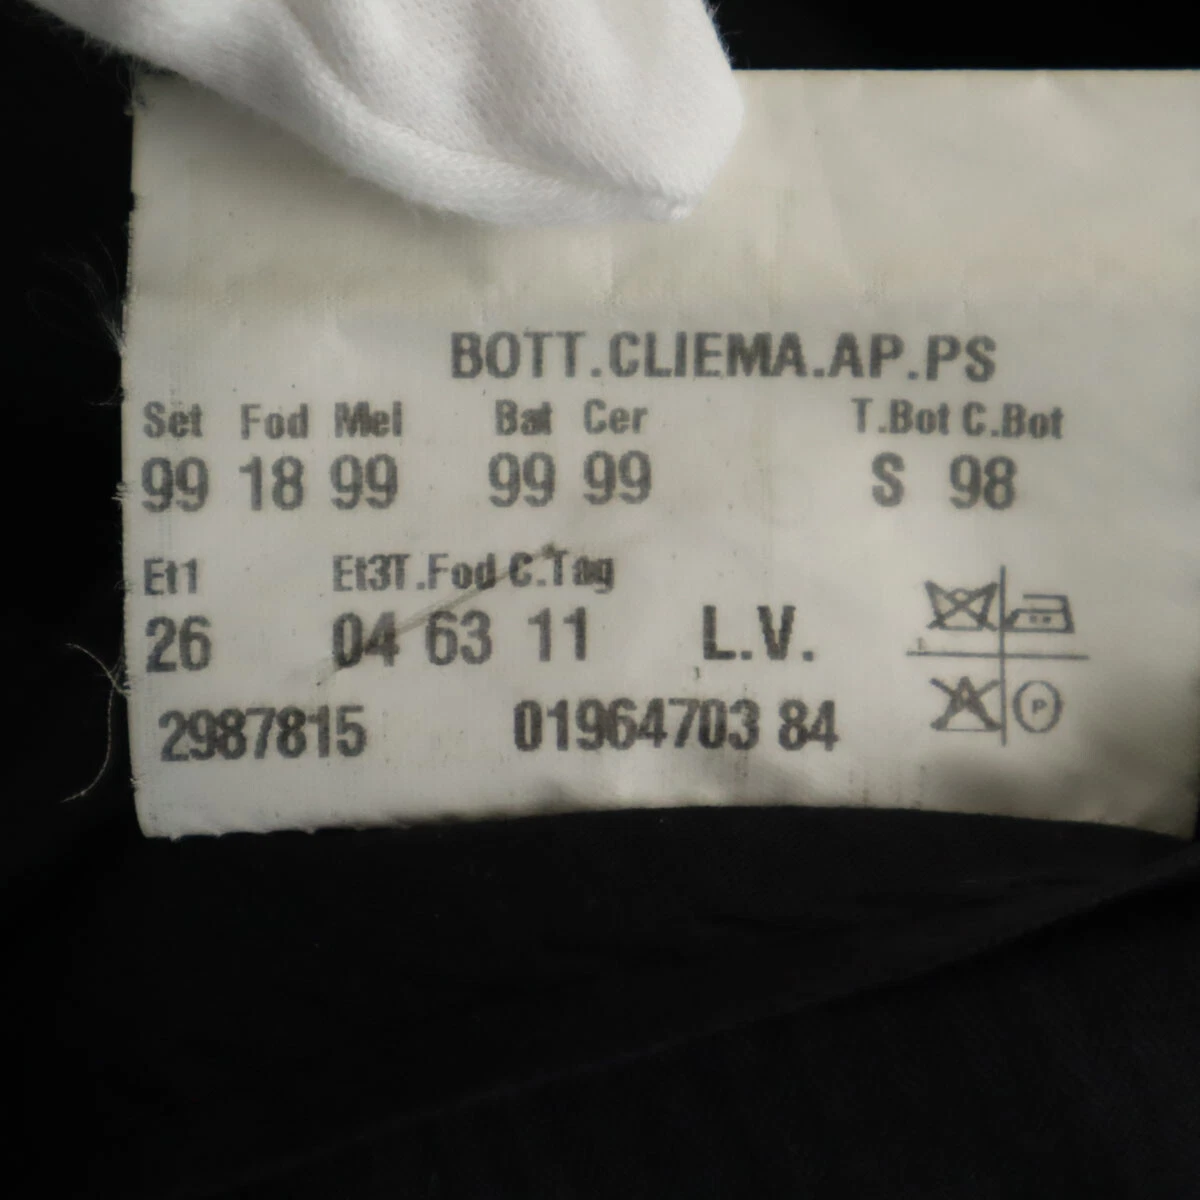 BOTT.CLIEMA.AP.PS
Set Fod Mel Bat Cer T.Bot C.Bot
99 18 99 99 99 S 98
Et1 Et3T.Fod C.Tag
26 04 63 11 L.V.
2987815 01964703 84
A P